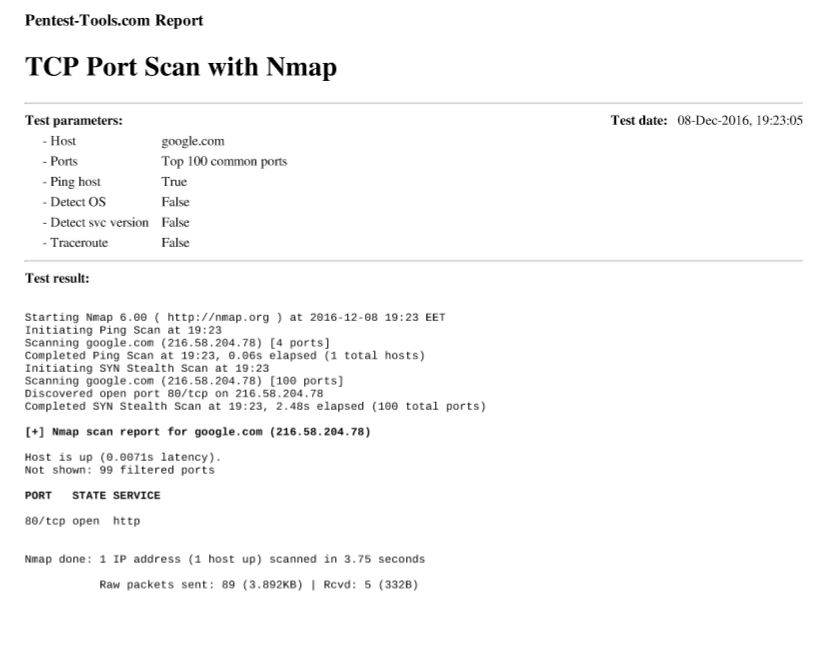 Pentest-Tools.com Report
TCP Port Scan with Nmap
Test parameters:
Test date: 08-Dec-2016, 19:23:05
- Host google.com
- Ports Top 100 common ports
- Ping host True
- Detect OS False
- Detect svc version False
- Traceroute False
Test result:
Starting Nmap 6.00 ( http://nmap.org ) at 2016-12-08 19:23 EET
Initiating Ping Scan at 19:23
Scanning google.com (216.58.204.78) [4 ports]
Completed Ping Scan at 19:23, 0.06s elapsed (1 total hosts)
Initiating SYN Stealth Scan at 19:23
Scanning google.com (216.58.204.78) [100 ports]
Discovered open port 80/tcp on 216.58.204.78
Completed SYN Stealth Scan at 19:23, 2.48s elapsed (100 total ports)
[+] Nmap scan report for google.com (216.58.204.78)
Host is up (0.0071s latency).
Not shown: 99 filtered ports
PORT STATE SERVICE
80/tcp open http
Nmap done: 1 IP address (1 host up) scanned in 3.75 seconds
Raw packets sent: 89 (3.892KB) | Rcvd: 5 (332B)